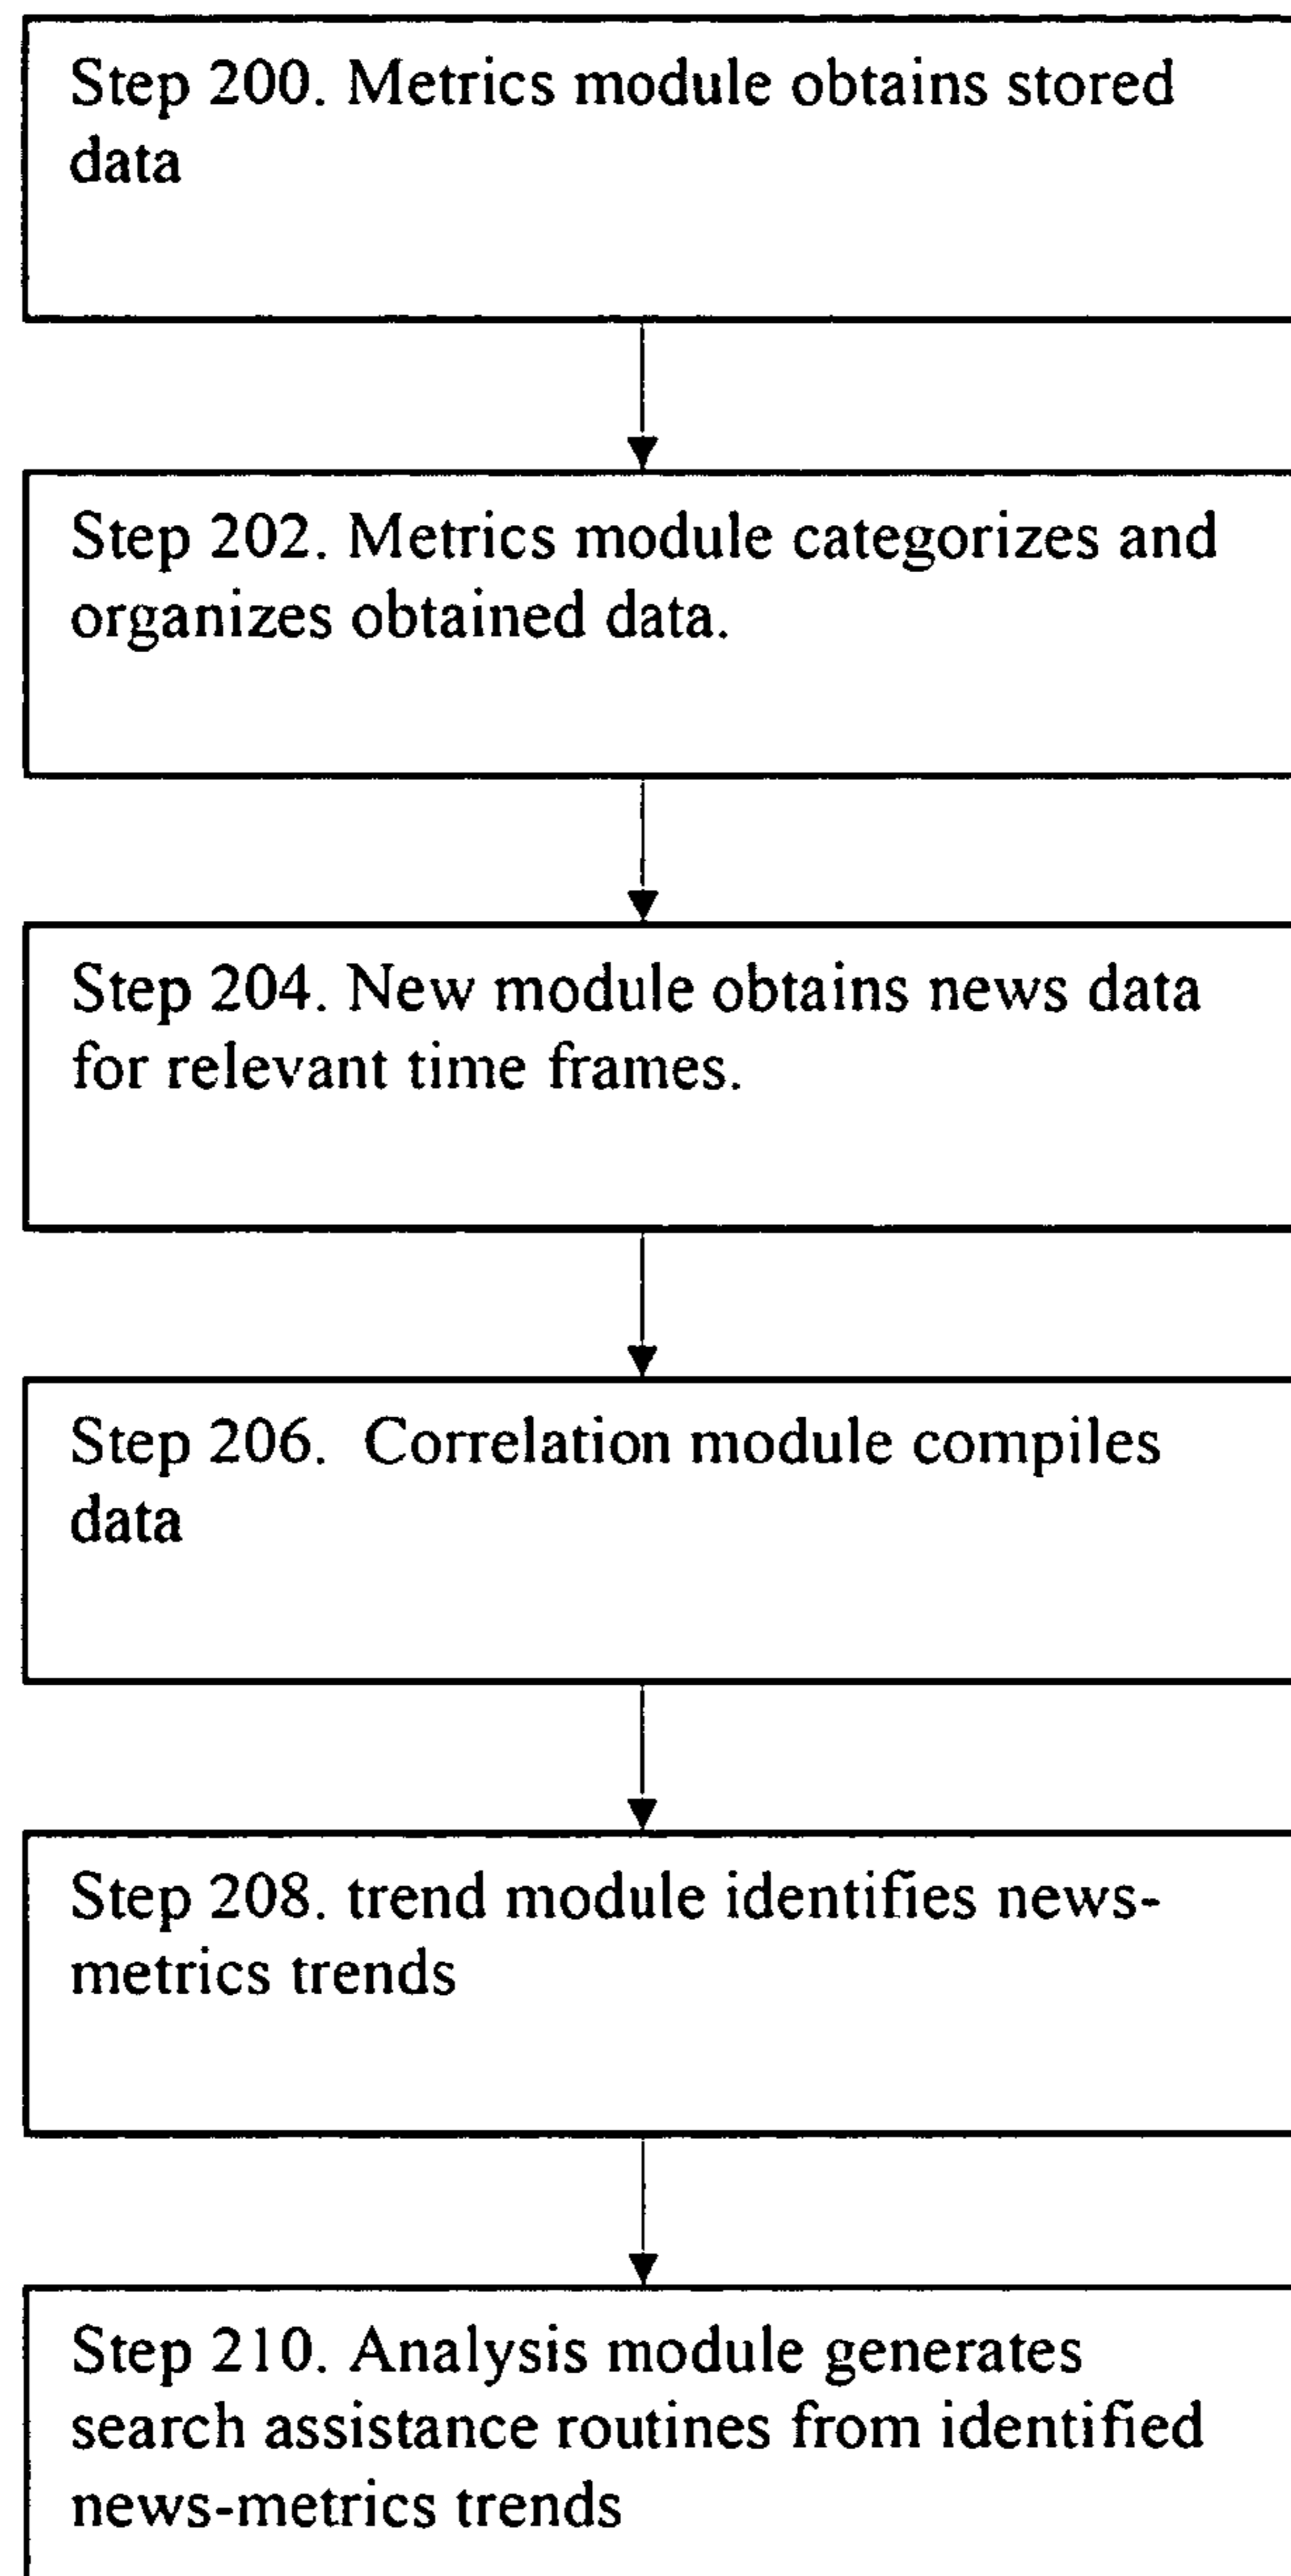 Step 200. Metrics module obtains stored
data
Step 202. Metrics module categorizes and
organizes obtained data.
Step 204. New module obtains news data
for relevant time frames.
Step 206. Correlation module compiles
data
Step 208. trend module identifies news-
metrics trends
Step 210. Analysis module generates
search assistance routines from identified
news-metrics trends